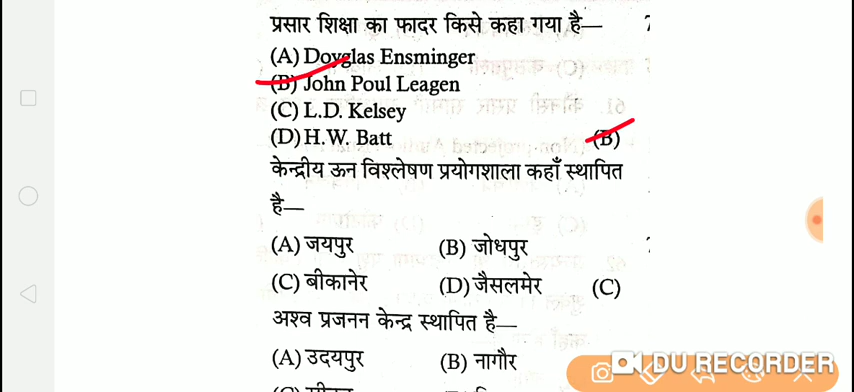 प्रसार शिक्षा का फादर किसे कहा गया है—
(A) Doyglas Ensminger
(B) John Poul Leagen
(C) L.D. Kelsey
(D) H.W. Batt (B)
केन्द्रीय ऊन विश्लेषण प्रयोगशाला कहाँ स्थापित
है—
(A) जयपुर (B) जोधपुर
(C) बीकानेर (D) जैसलमेर (C)
अश्व प्रजनन केन्द्र स्थापित है—
(A) उदयपुर (B) नागौर
DU RECORDER